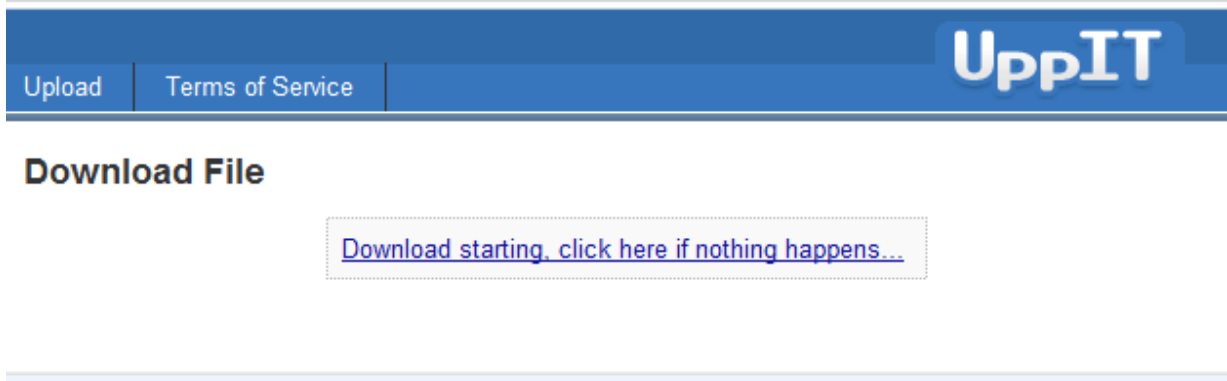 UppIT
Upload Terms of Service
Download File
Download starting, click here if nothing happens...